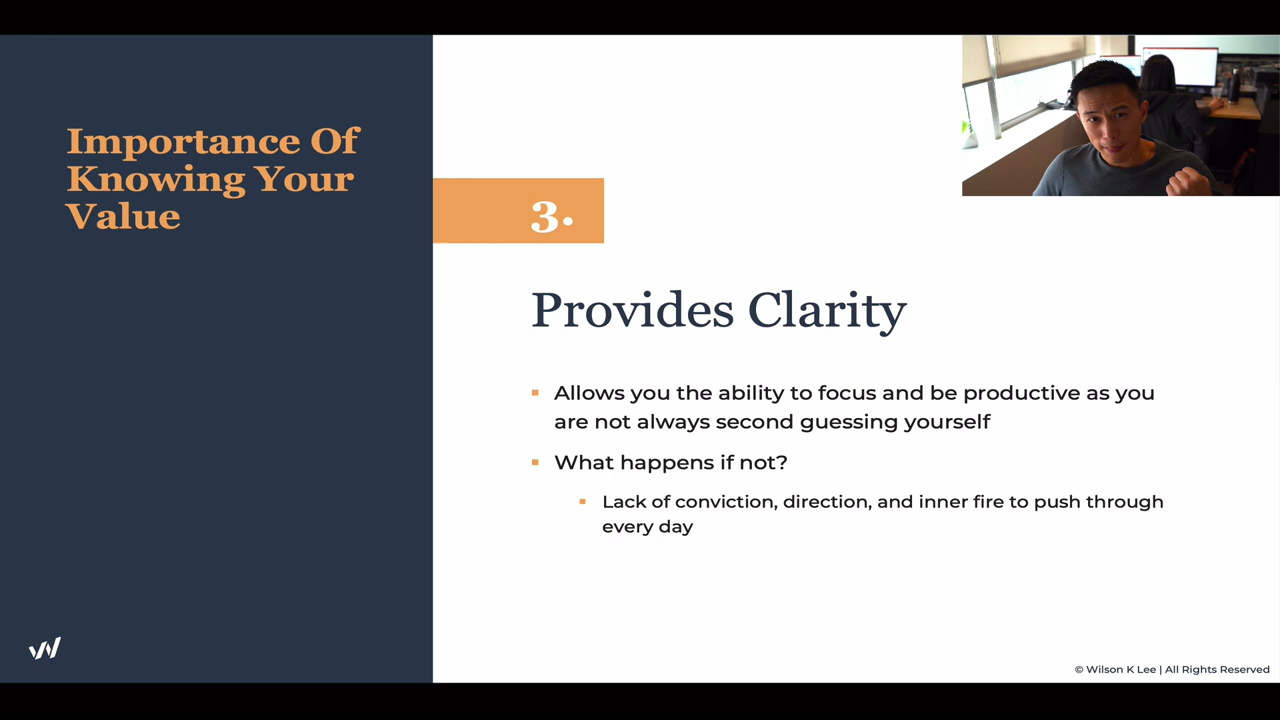 Importance Of
Knowing Your
Value
3.
Provides Clarity
Allows you the ability to focus and be productive as you
are not always second guessing yourself
What happens if not?
Lack of conviction, direction, and inner fire to push through
every day
© Wilson K Lee | All Rights Reserved